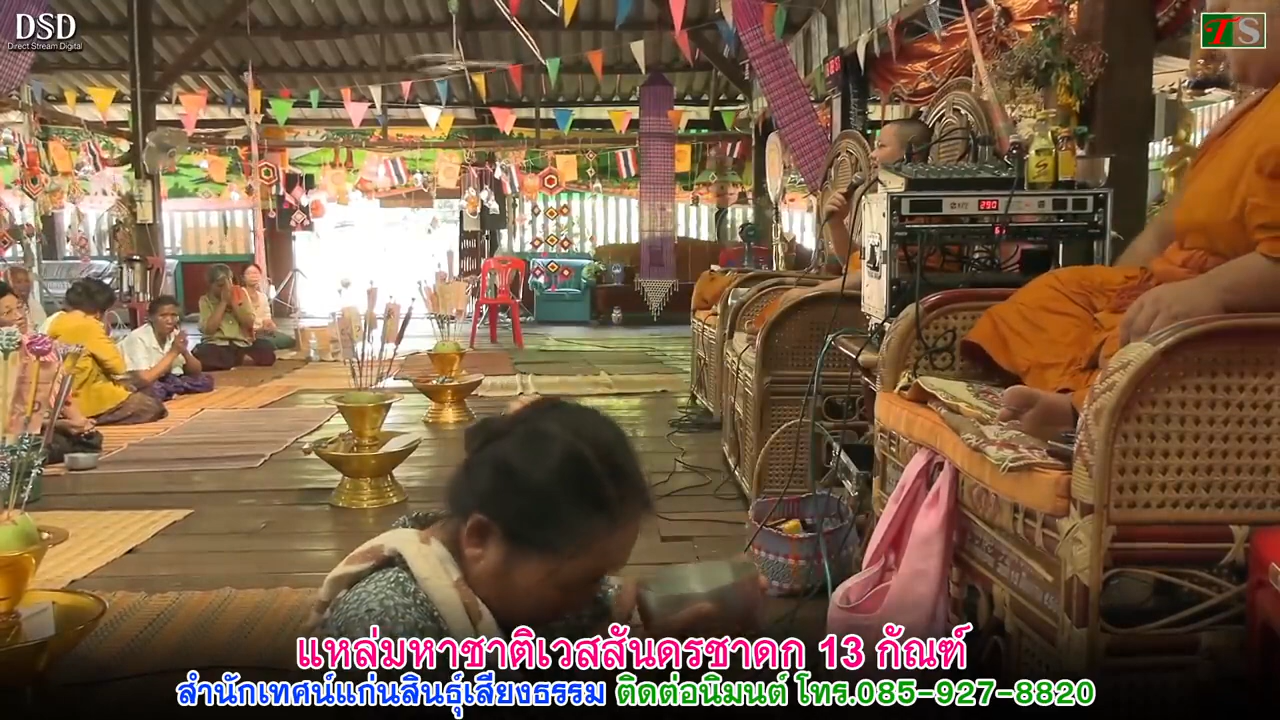 DSD
Direct Stream Digital
TS
290
แหล่มหาชาติเวสสันดรชาดก 13 กัณฑ์
สำนักเทศน์แก่นสินธุ์เสียงธรรม ติดต่อนิมนต์ โทร.085-927-8820